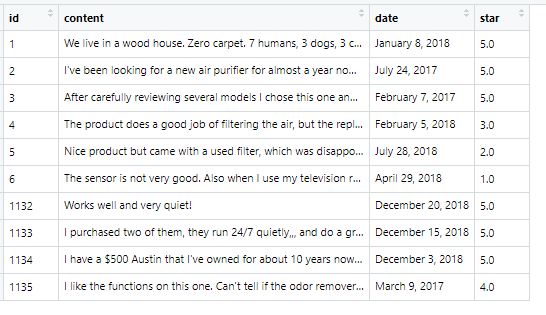 id content date star
1 We live in a wood house. Zero carpet. 7 humans, 3 dogs, 3 c... January 8, 2018 5.0
2 I've been looking for a new air purifier for almost a year no... July 24, 2017 5.0
3 After carefully reviewing several models I chose this one an... February 7, 2017 5.0
4 The product does a good job of filtering the air, but the repl... February 5, 2018 3.0
5 Nice product but came with a used filter, which was disappo... July 28, 2018 2.0
6 The sensor is not very good. Also when I use my television r... April 29, 2018 1.0
1132 Works well and very quiet! December 20, 2018 5.0
1133 I purchased two of them, they run 24/7 quietly,,, and do a gr... December 15, 2018 5.0
1134 I have a $500 Austin that I've owned for about 10 years now... December 3, 2018 5.0
1135 I like the functions on this one. Can't tell if the odor remover... March 9, 2017 4.0